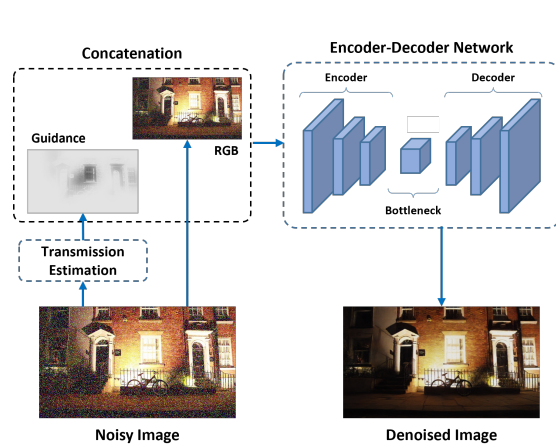 Concatenation
Encoder-Decoder Network
Encoder
Decoder
Guidance
RGB
Bottleneck
Transmission
Estimation
Noisy Image
Denoised Image